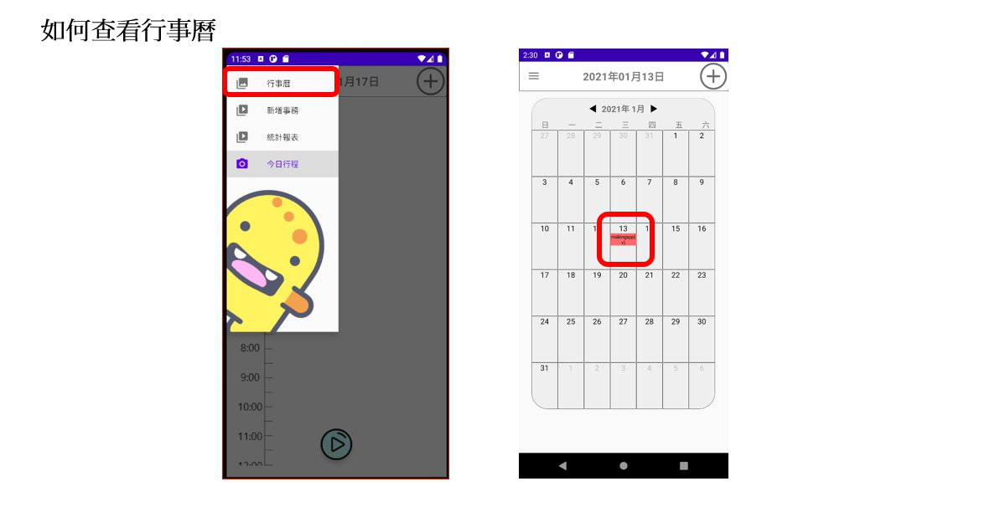 如何查看行事曆
11:53
行事曆
1月17日
新增事務
統計報表
今日行程
8:00
9:00
10:00
11:00
12:00
2:30
2021年01月13日
2021年 1月
日 一 二 三 四 五 六
27 28 29 30 31 1 2
3 4 5 6 7 8 9
10 11 1 13 1 15 16
makingapp(
v)
17 18 19 20 21 22 23
24 25 26 27 28 29 30
31 1 2 3 4 5 6